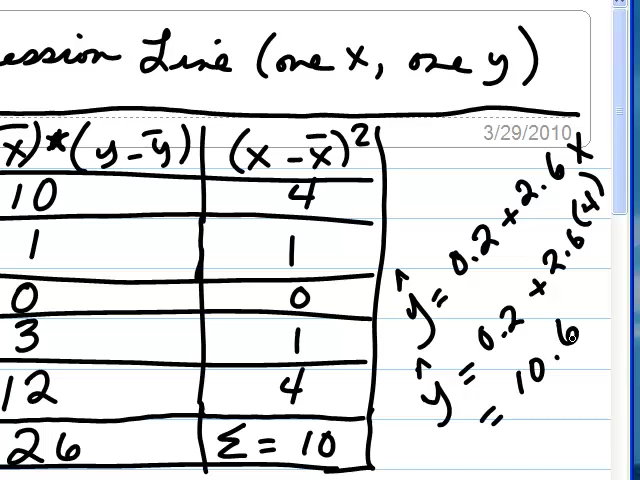 ession Line (one x, one y)
3/29/2010
x̄)*(y-ȳ) (x-x̄)²
10 4
1 1
0 0
3 1
12 4
26 Σ = 10
ŷ = 0.2 + 2.6x
ŷ = 0.2 + 2.6(4)
= 10.6